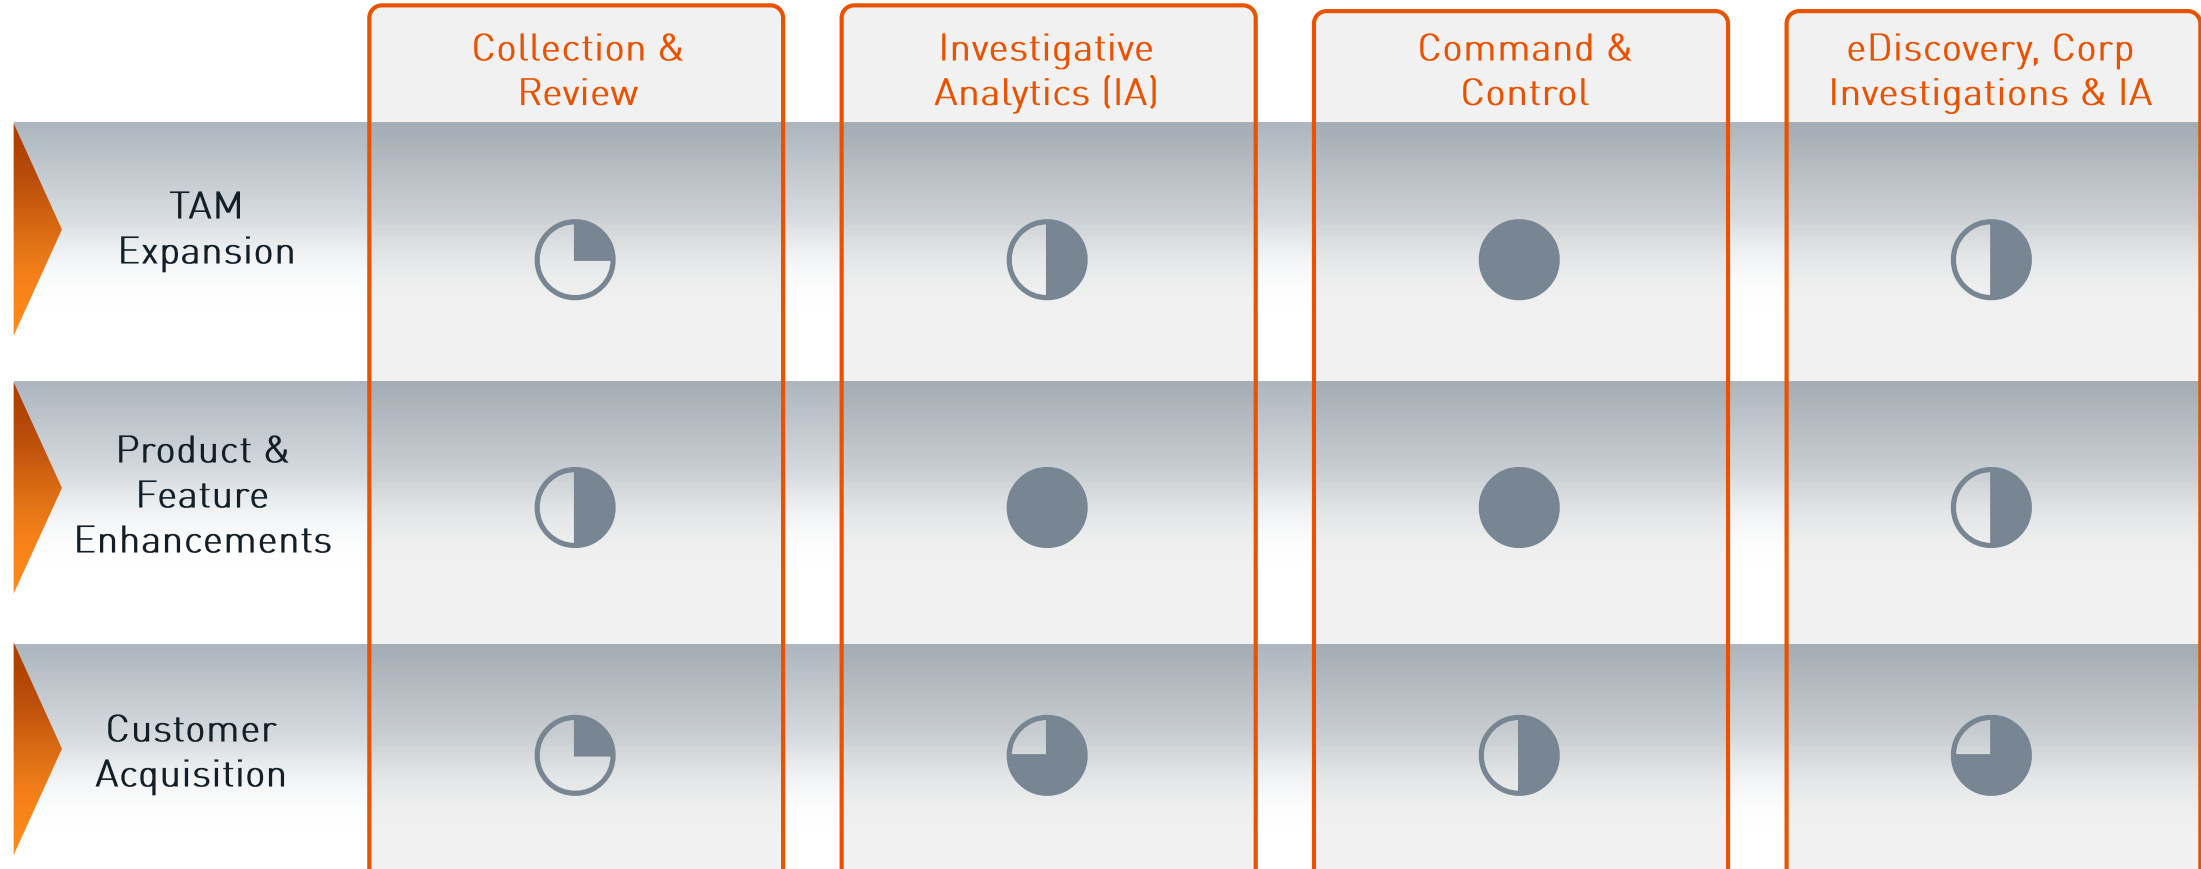 Collection &
Review
Investigative
Analytics (IA)
Command &
Control
eDiscovery, Corp
Investigations & IA
TAM
Expansion
Product &
Feature
Enhancements
Customer
Acquisition